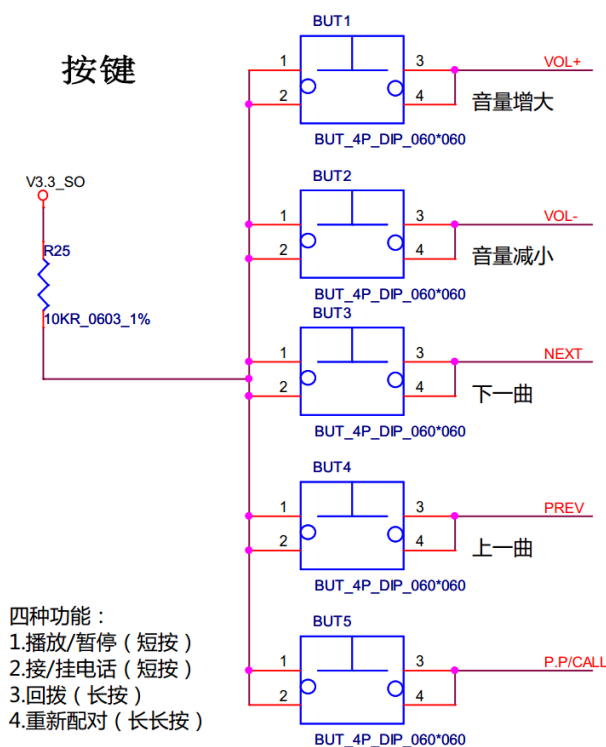 按键
BUT1
1
2
3
4
VOL+
音量增大
BUT_4P_DIP_060*060
V3.3_SO
R25
10KR_0603_1%
BUT2
1
2
3
4
VOL-
音量减小
BUT_4P_DIP_060*060
BUT3
1
2
3
4
NEXT
下一曲
BUT_4P_DIP_060*060
BUT4
1
2
3
4
PREV
上一曲
BUT_4P_DIP_060*060
BUT5
1
2
3
4
P.P/CALL
BUT_4P_DIP_060*060
四种功能：
1.播放/暂停（短按）
2.接/挂电话（短按）
3.回拨（长按）
4.重新配对（长长按）